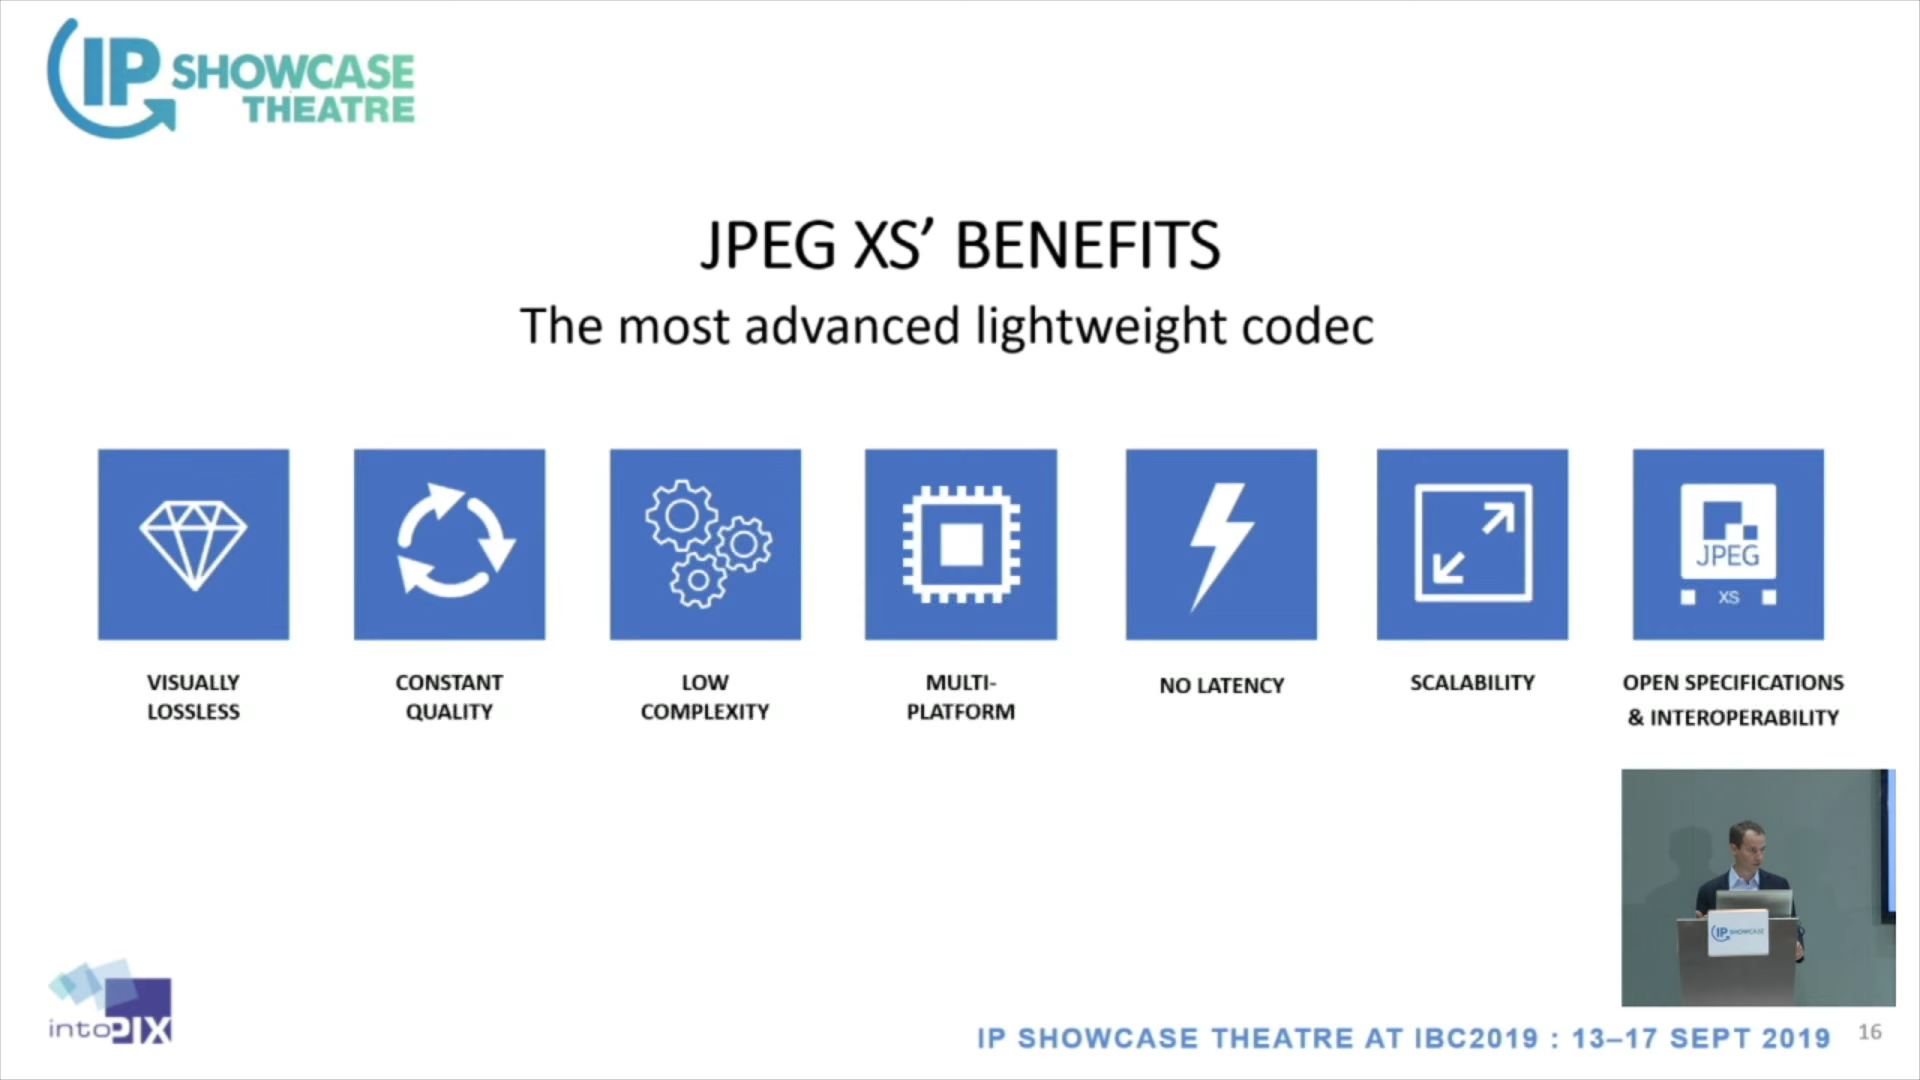 IP SHOWCASE
THEATRE
JPEG XS’ BENEFITS
The most advanced lightweight codec
JPEG
XS
VISUALLY
LOSSLESS
CONSTANT
QUALITY
LOW
COMPLEXITY
MULTI-
PLATFORM
NO LATENCY
SCALABILITY
OPEN SPECIFICATIONS
& INTEROPERABILITY
IP SHOWCASE
intoPIX
IP SHOWCASE THEATRE AT IBC2019 : 13–17 SEPT 2019
16